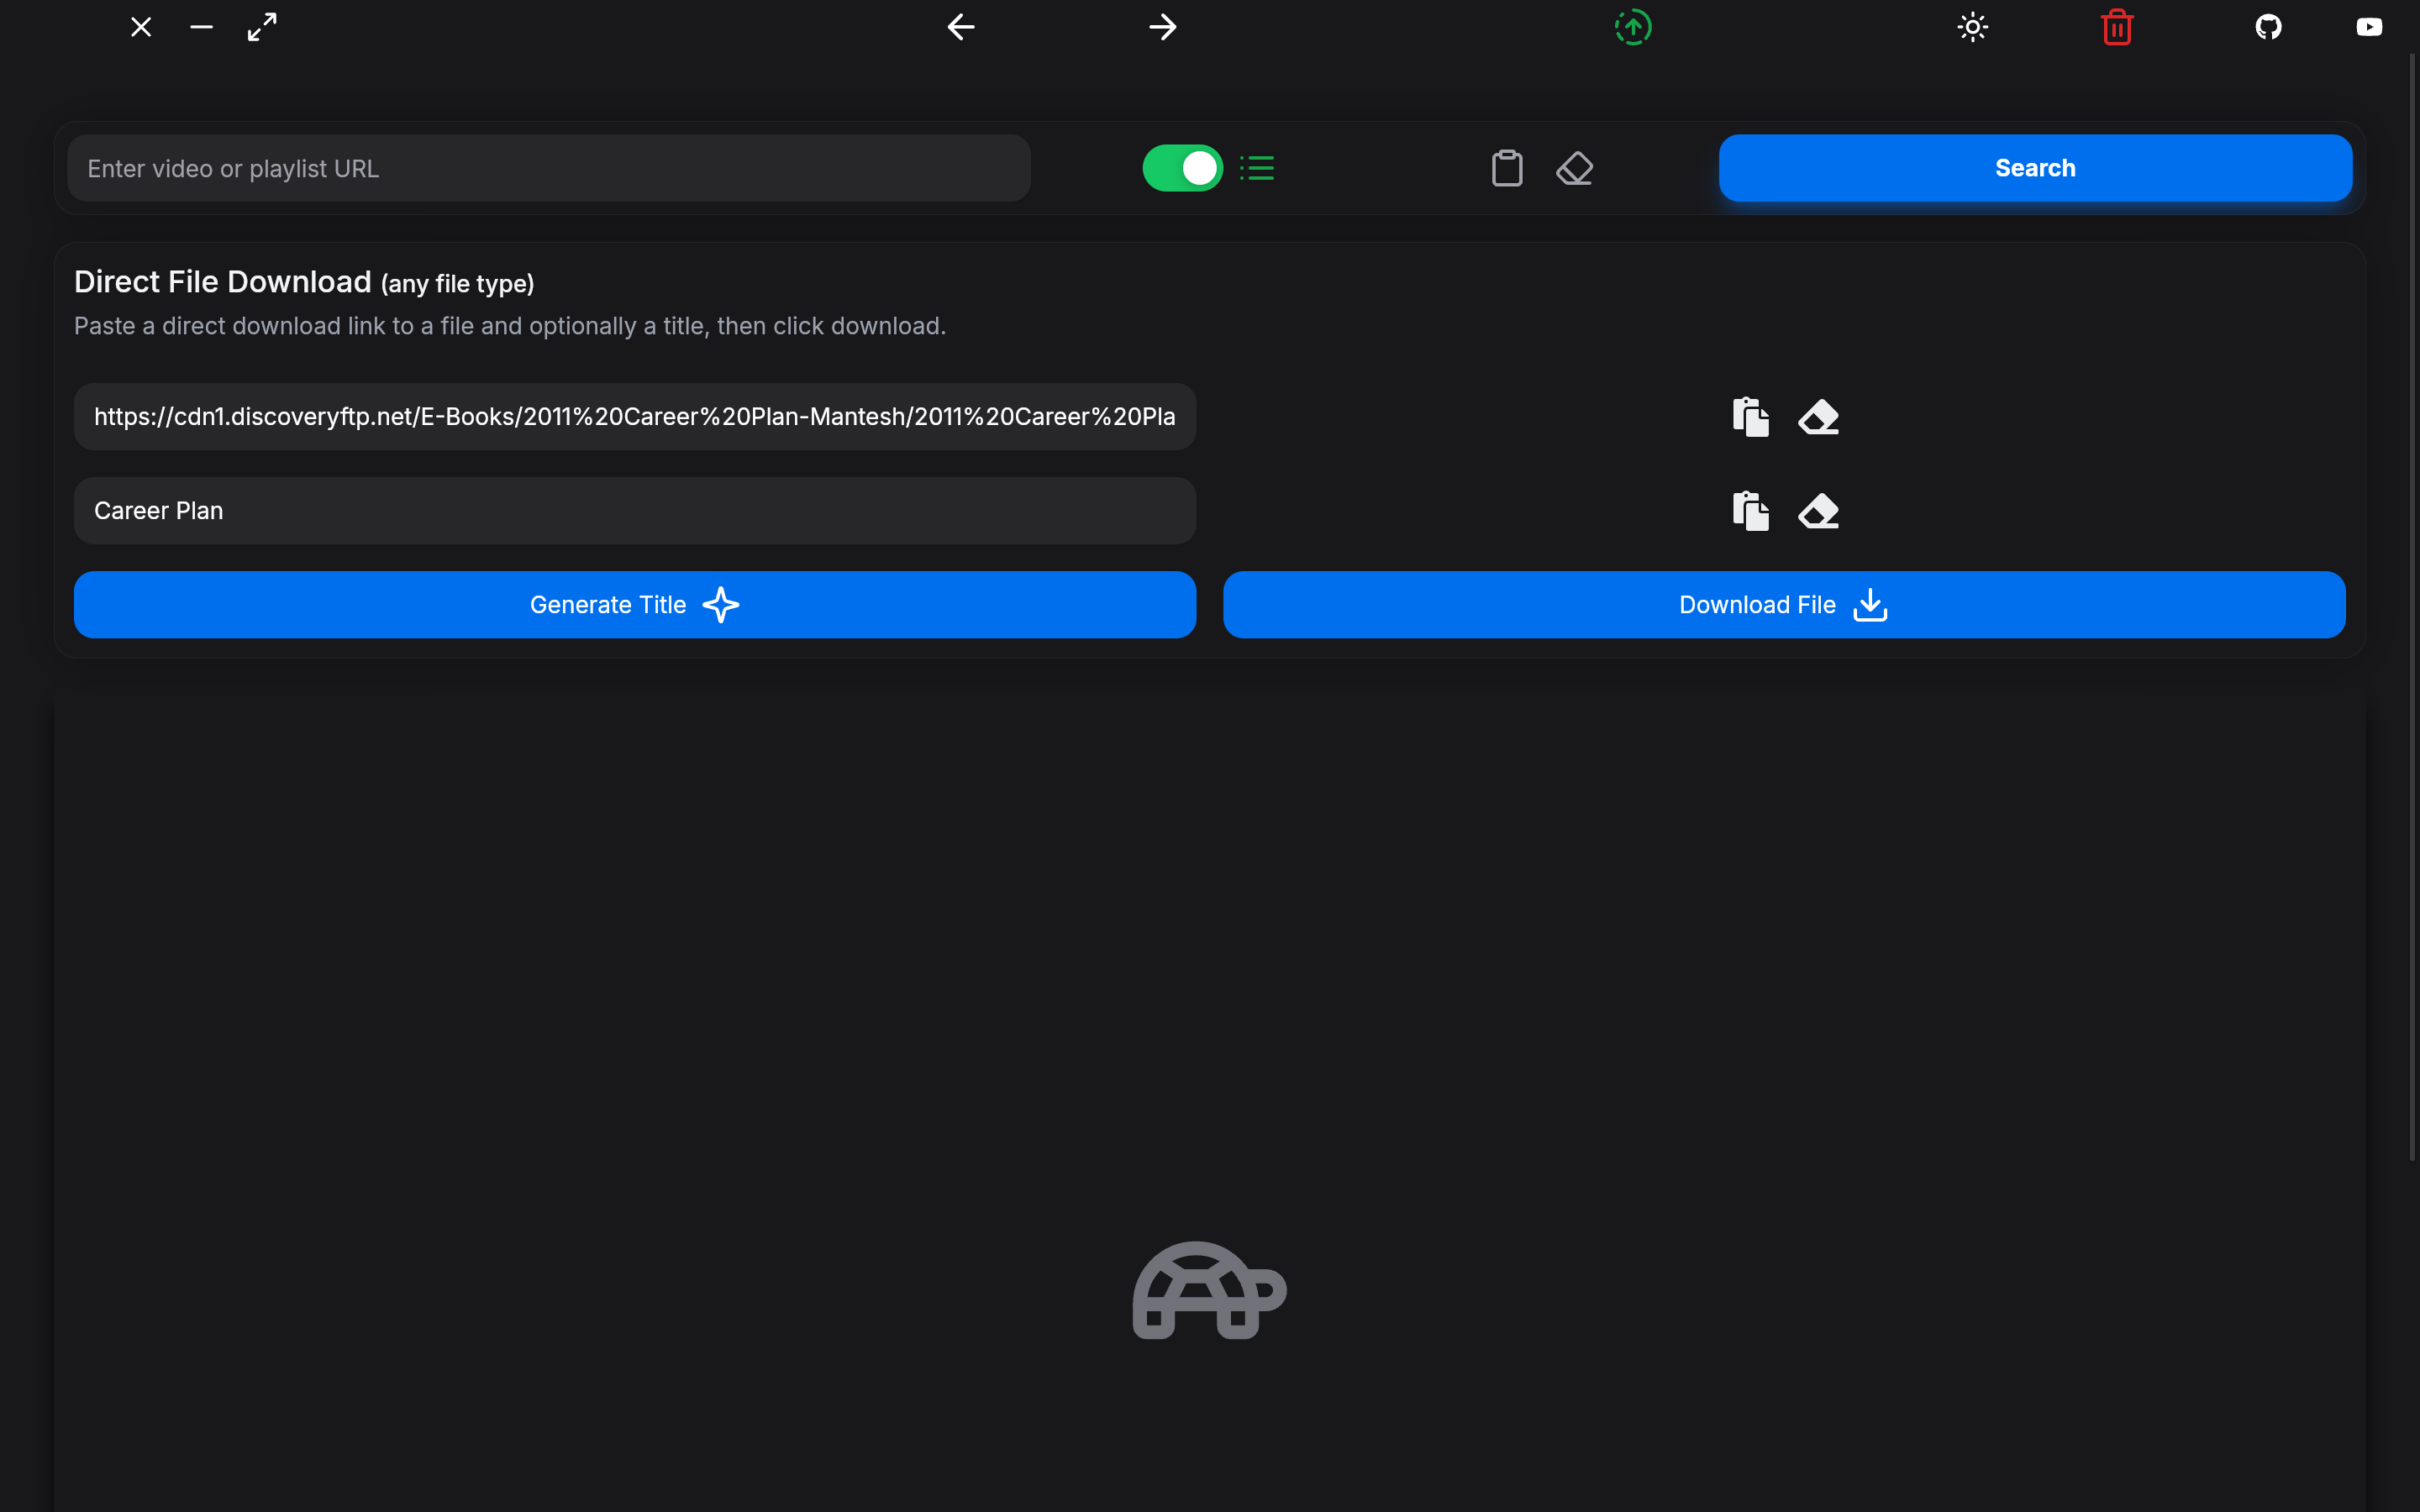 Enter video or playlist URL
Search
Direct File Download (any file type)
Paste a direct download link to a file and optionally a title, then click download.
https://cdn1.discoveryftp.net/E-Books/2011%20Career%20Plan-Mantesh/2011%20Career%20Pla
Career Plan
Generate Title
Download File